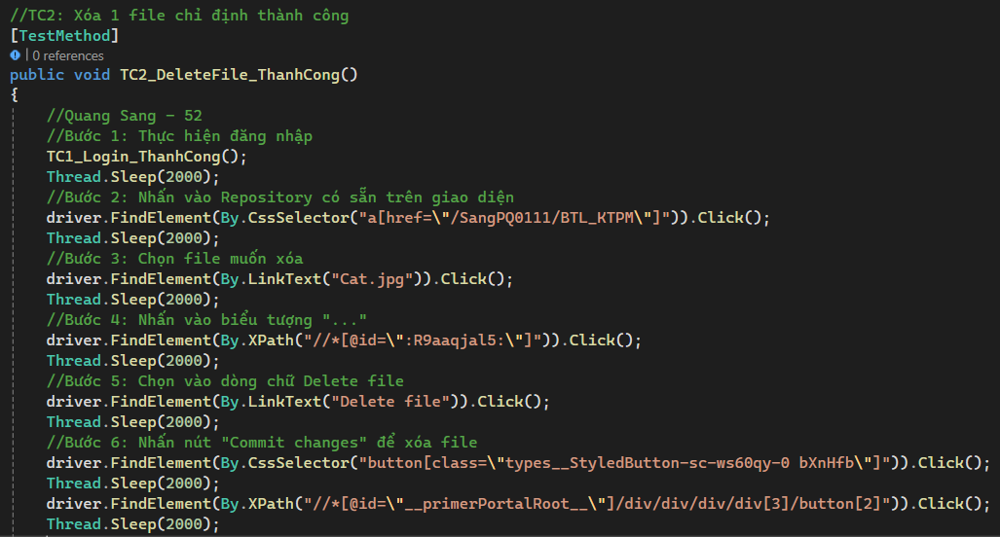 //TC2: Xóa 1 file chỉ định thành công
[TestMethod]
| 0 references
public void TC2_DeleteFile_ThanhCong()
{
//Quang Sang - 52
//Bước 1: Thực hiện đăng nhập
TC1_Login_ThanhCong();
Thread.Sleep(2000);
//Bước 2: Nhấn vào Repository có sẵn trên giao diện
driver.FindElement(By.CssSelector("a[href=\"/SangPQ0111/BTL_KTPM\"]")).Click();
Thread.Sleep(2000);
//Bước 3: Chọn file muốn xóa
driver.FindElement(By.LinkText("Cat.jpg")).Click();
Thread.Sleep(2000);
//Bước 4: Nhấn vào biểu tượng "..."
driver.FindElement(By.XPath("//*[@id=\":R9aaqjal5:\"]")).Click();
Thread.Sleep(2000);
//Bước 5: Chọn vào dòng chữ Delete file
driver.FindElement(By.LinkText("Delete file")).Click();
Thread.Sleep(2000);
//Bước 6: Nhấn nút "Commit changes" để xóa file
driver.FindElement(By.CssSelector("button[class=\"types__StyledButton-sc-ws60qy-0 bXnHfb\"]")).Click();
Thread.Sleep(2000);
driver.FindElement(By.XPath("//*[@id=\"__primerPortalRoot__\"]/div/div/div/div[3]/button[2]")).Click();
Thread.Sleep(2000);